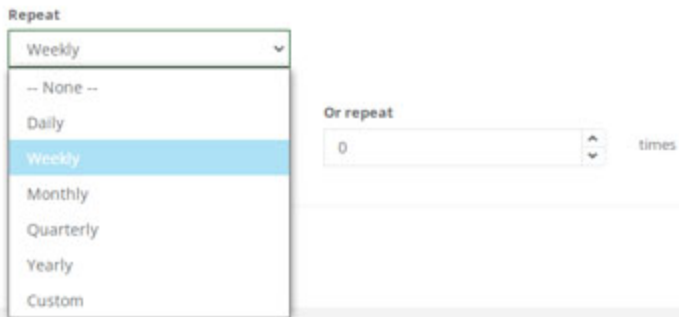 Repeat
Weekly
-- None --
Daily
Weekly
Monthly
Quarterly
Yearly
Custom
Or repeat
0
times